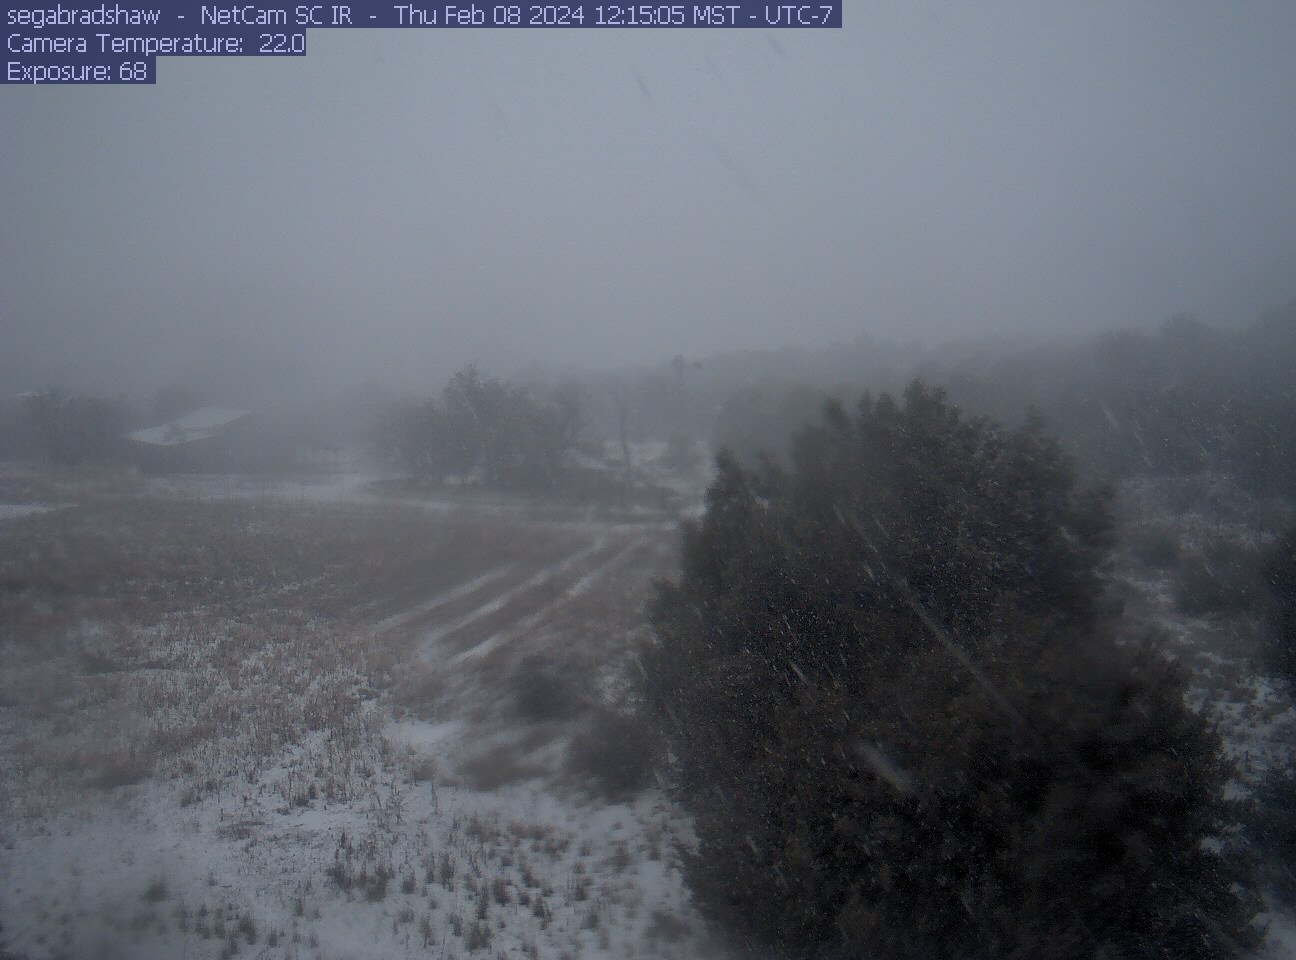 segabradshaw - NetCam SC IR - Thu Feb 08 2024 12:15:05 MST - UTC-7
Camera Temperature: 22.0
Exposure: 68